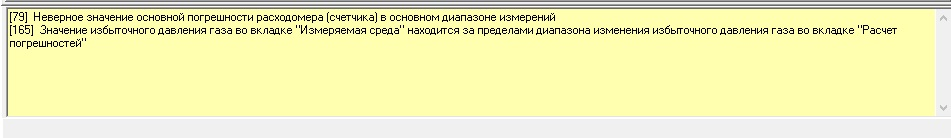 [79]  Неверное значение основной погрешности расходомера (счетчика) в основном диапазоне измерений
[165]  Значение избыточного давления газа во вкладке "Измеряемая среда" находится за пределами диапазона изменения избыточного давления газа во вкладке "Расчет
погрешностей"